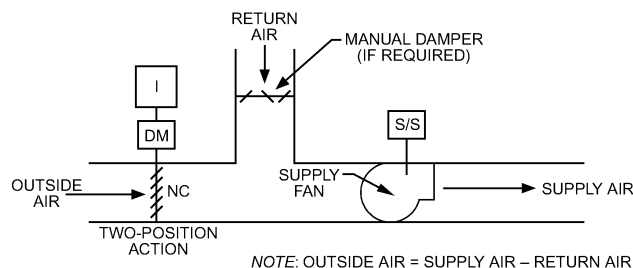 RETURN
AIR
MANUAL DAMPER
(IF REQUIRED)
I
DM
S/S
OUTSIDE
AIR
NC
SUPPLY
FAN
SUPPLY AIR
TWO-POSITION
ACTION
NOTE: OUTSIDE AIR = SUPPLY AIR – RETURN AIR